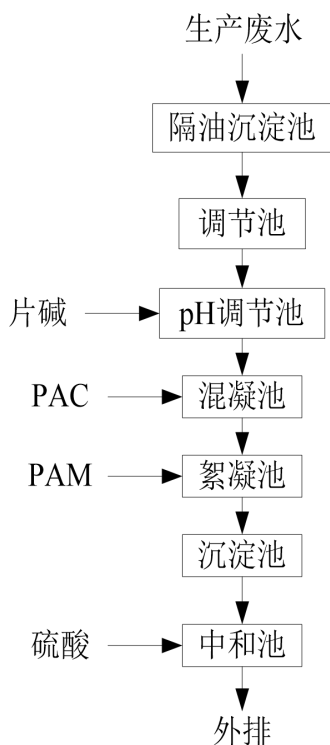 生产废水
隔油沉淀池
调节池
片碱
pH调节池
PAC
混凝池
PAM
絮凝池
沉淀池
硫酸
中和池
外排